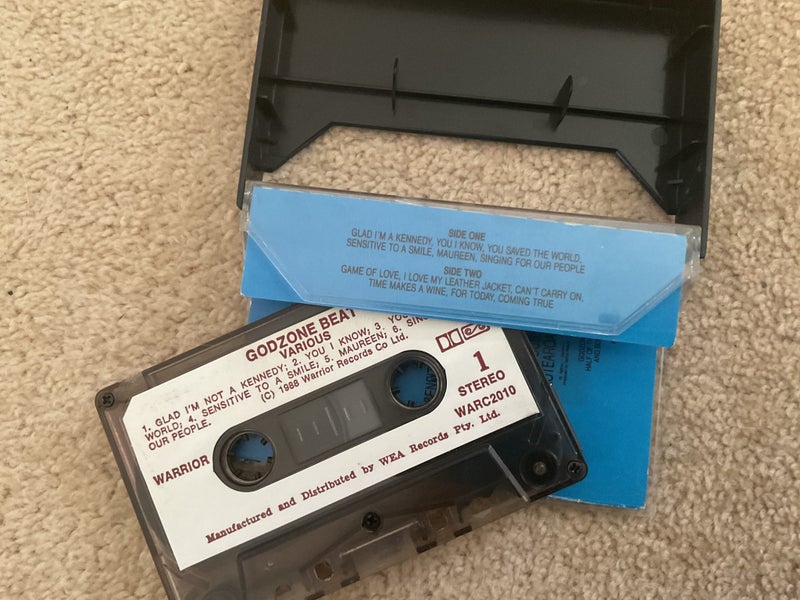 SIDE ONE
GLAD I'M A KENNEDY, YOU I KNOW, YOU SAVED THE WORLD,
SENSITIVE TO A SMILE, MAUREEN, SINGING FOR OUR PEOPLE
SIDE TWO
GAME OF LOVE, I LOVE MY LEATHER JACKET, CAN'T CARRY ON,
TIME MAKES A WINE, FOR TODAY, COMING TRUE
GODZONE BEAT
VARIOUS
1. GLAD I'M NOT A KENNEDY; 2. YOU I KNOW; 3. YOU
WORLD; 4. SENSITIVE TO A SMILE; 5. MAUREEN; 6. SIN
OUR PEOPLE.
(C) 1988 Warrior Records Co Ltd.
1
STEREO
WARC2010
WARRIOR
Manufactured and Distributed by WEA Records Pty. Ltd.